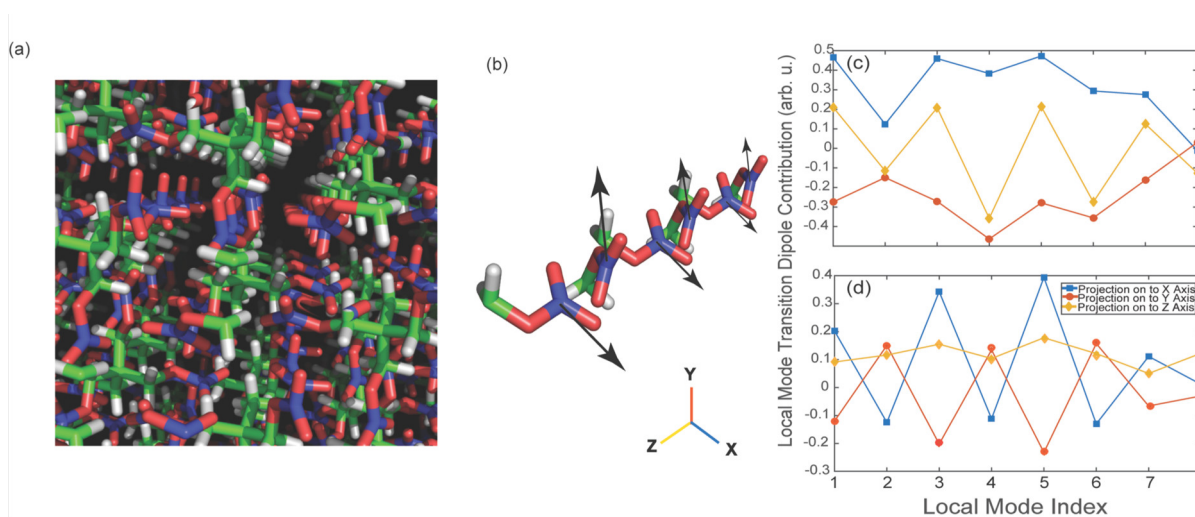 (a)
(b)
Y
Z
X
Local Mode Transition Dipole Contribution (arb. u.)
(c)
0.5
0.4
0.3
0.2
0.1
0
-0.1
-0.2
-0.3
-0.4
(d)
Projection on to X Axis
Projection on to Y Axis
Projection on to Z Axis
0.4
0.3
0.2
0.1
0
-0.1
-0.2
-0.3
1
2
3
4
5
6
7
Local Mode Index